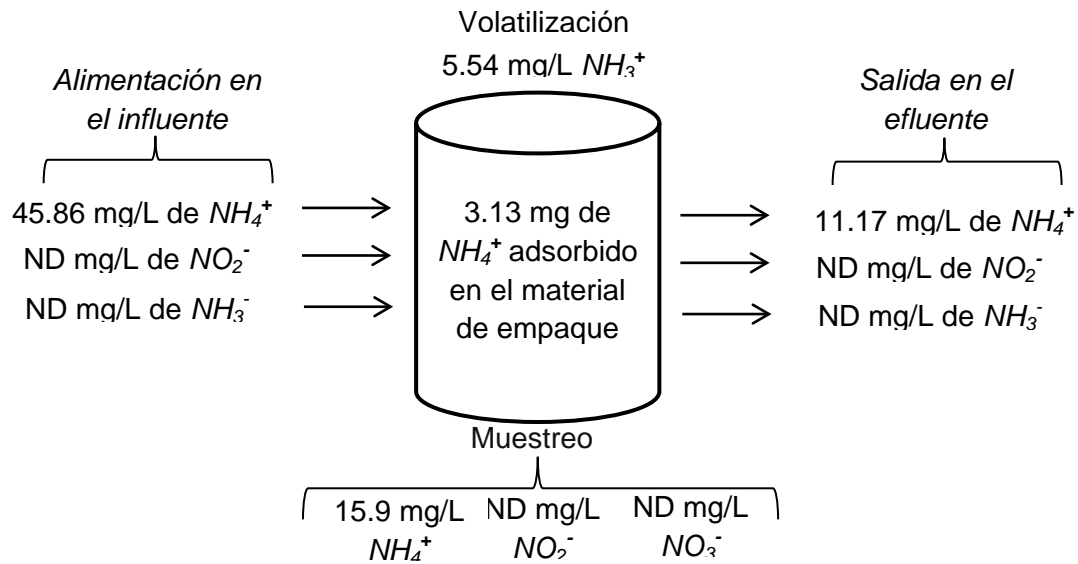 Volatilización
5.54 mg/L NH₃⁺
Alimentación en
el influente
45.86 mg/L de NH₄⁺
ND mg/L de NO₂⁻
ND mg/L de NH₃⁻
3.13 mg de
NH₄⁺ adsorbido
en el material
de empaque
Salida en el
efluente
11.17 mg/L de NH₄⁺
ND mg/L de NO₂⁻
ND mg/L de NH₃⁻
Muestreo
15.9 mg/L
NH₄⁺
ND mg/L
NO₂⁻
ND mg/L
NO₃⁻